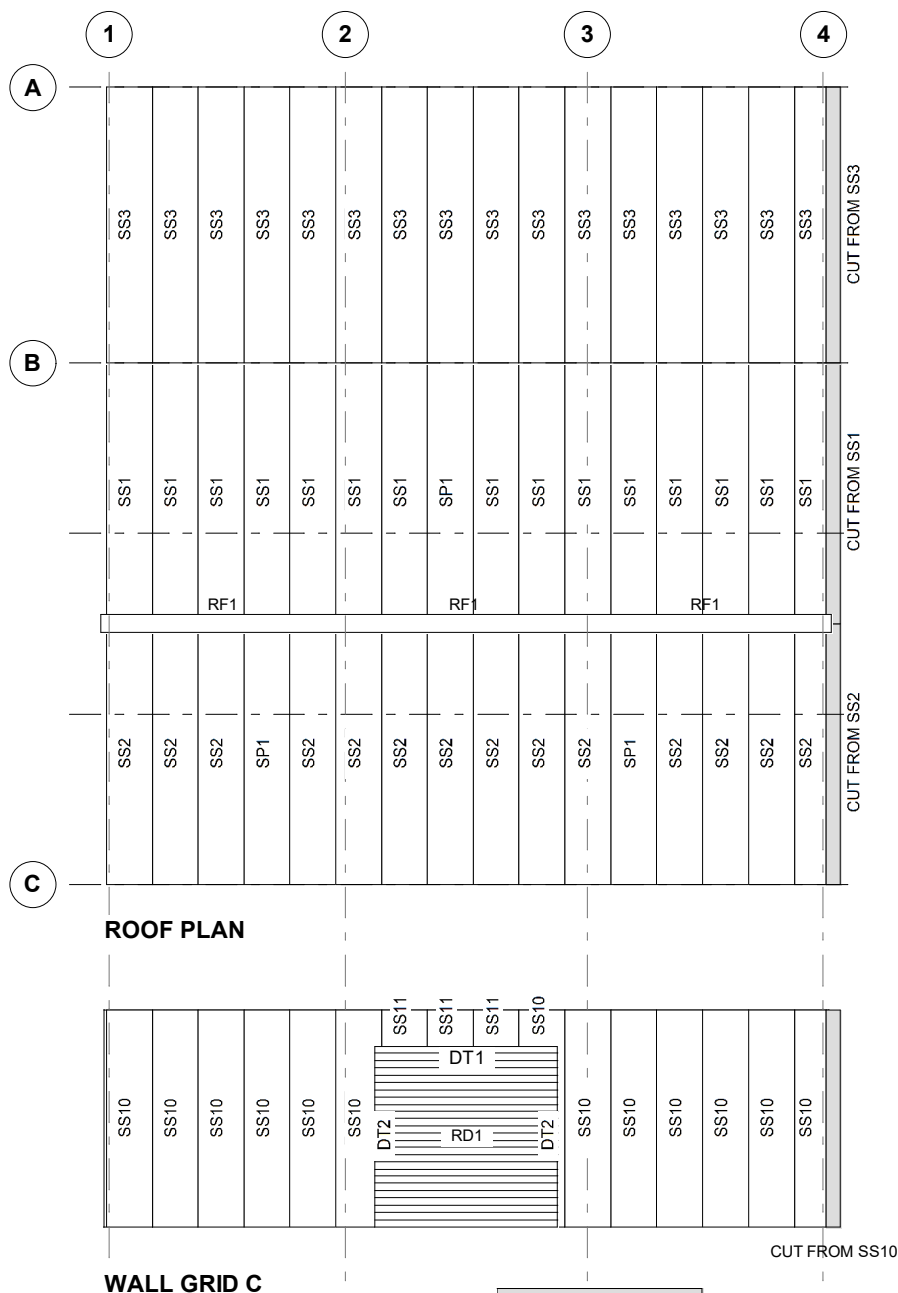 1 2 3 4
A
SS3 SS3 SS3 SS3 SS3 SS3 SS3 SS3 SS3 SS3 SS3 SS3 SS3 SS3 SS3 SS3 CUT FROM SS3
B
SS1 SS1 SS1 SS1 SS1 SS1 SS1 SP1 SS1 SS1 SS1 SS1 SS1 SS1 SS1 SS1 CUT FROM SS1
RF1 RF1 RF1
SS2 SS2 SS2 SP1 SS2 SS2 SS2 SS2 SS2 SS2 SS2 SP1 SS2 SS2 SS2 SS2 CUT FROM SS2
C
ROOF PLAN
SS11 SS11 SS11 SS10
DT1
SS10 SS10 SS10 SS10 SS10 SS10 DT2 RD1 DT2 SS10 SS10 SS10 SS10 SS10 SS10
CUT FROM SS10
WALL GRID C